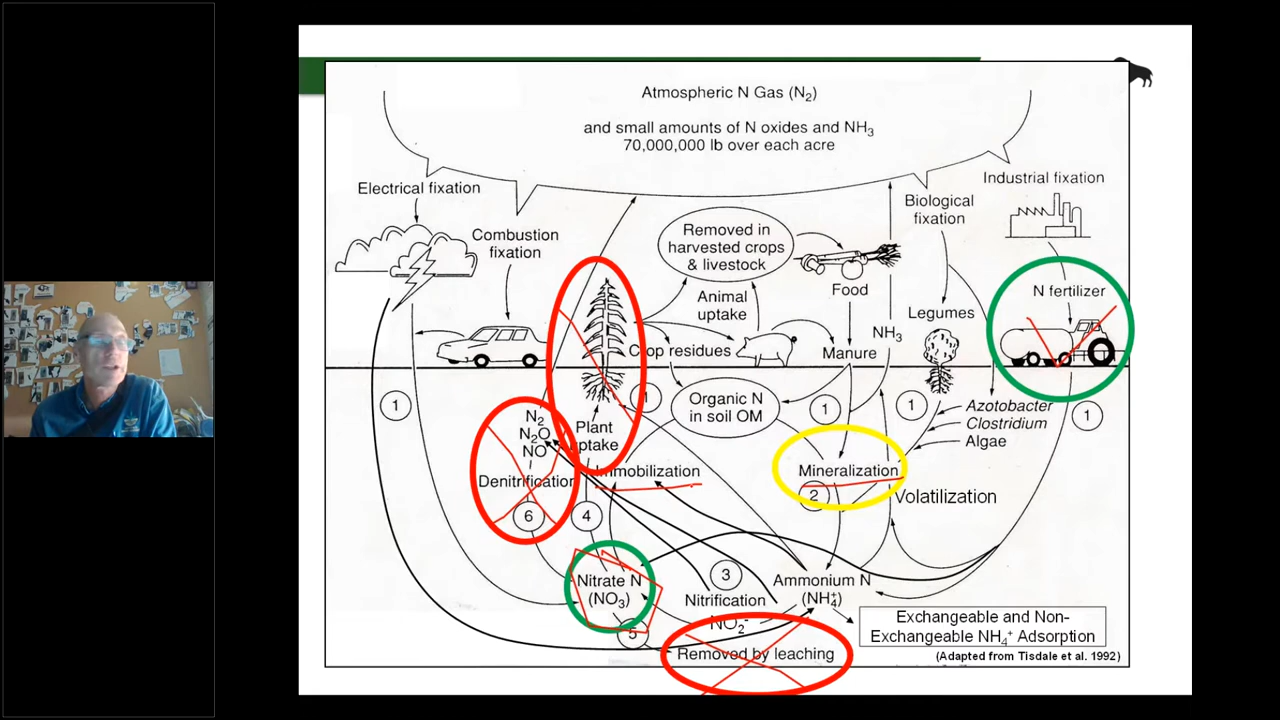 Atmospheric N Gas (N₂)
and small amounts of N oxides and NH₃
70,000,000 lb over each acre
Electrical fixation
Combustion
fixation
Removed in
harvested crops
& livestock
Food
Biological
fixation
Industrial fixation
N fertilizer
Animal
uptake
Crop residues
Manure
NH₃
Legumes
1
1
1
1
1
Organic N
in soil OM
Azotobacter
Clostridium
Algae
N₂
N₂O
NO
Plant
uptake
Denitrification
Immobilization
Mineralization
2
Volatilization
6
4
3
Nitrate N
(NO₃)
Nitrification
NO₂⁻
Ammonium N
(NH₄⁺)
5
Removed by leaching
Exchangeable and Non-
Exchangeable NH₄⁺ Adsorption
(Adapted from Tisdale et al. 1992)